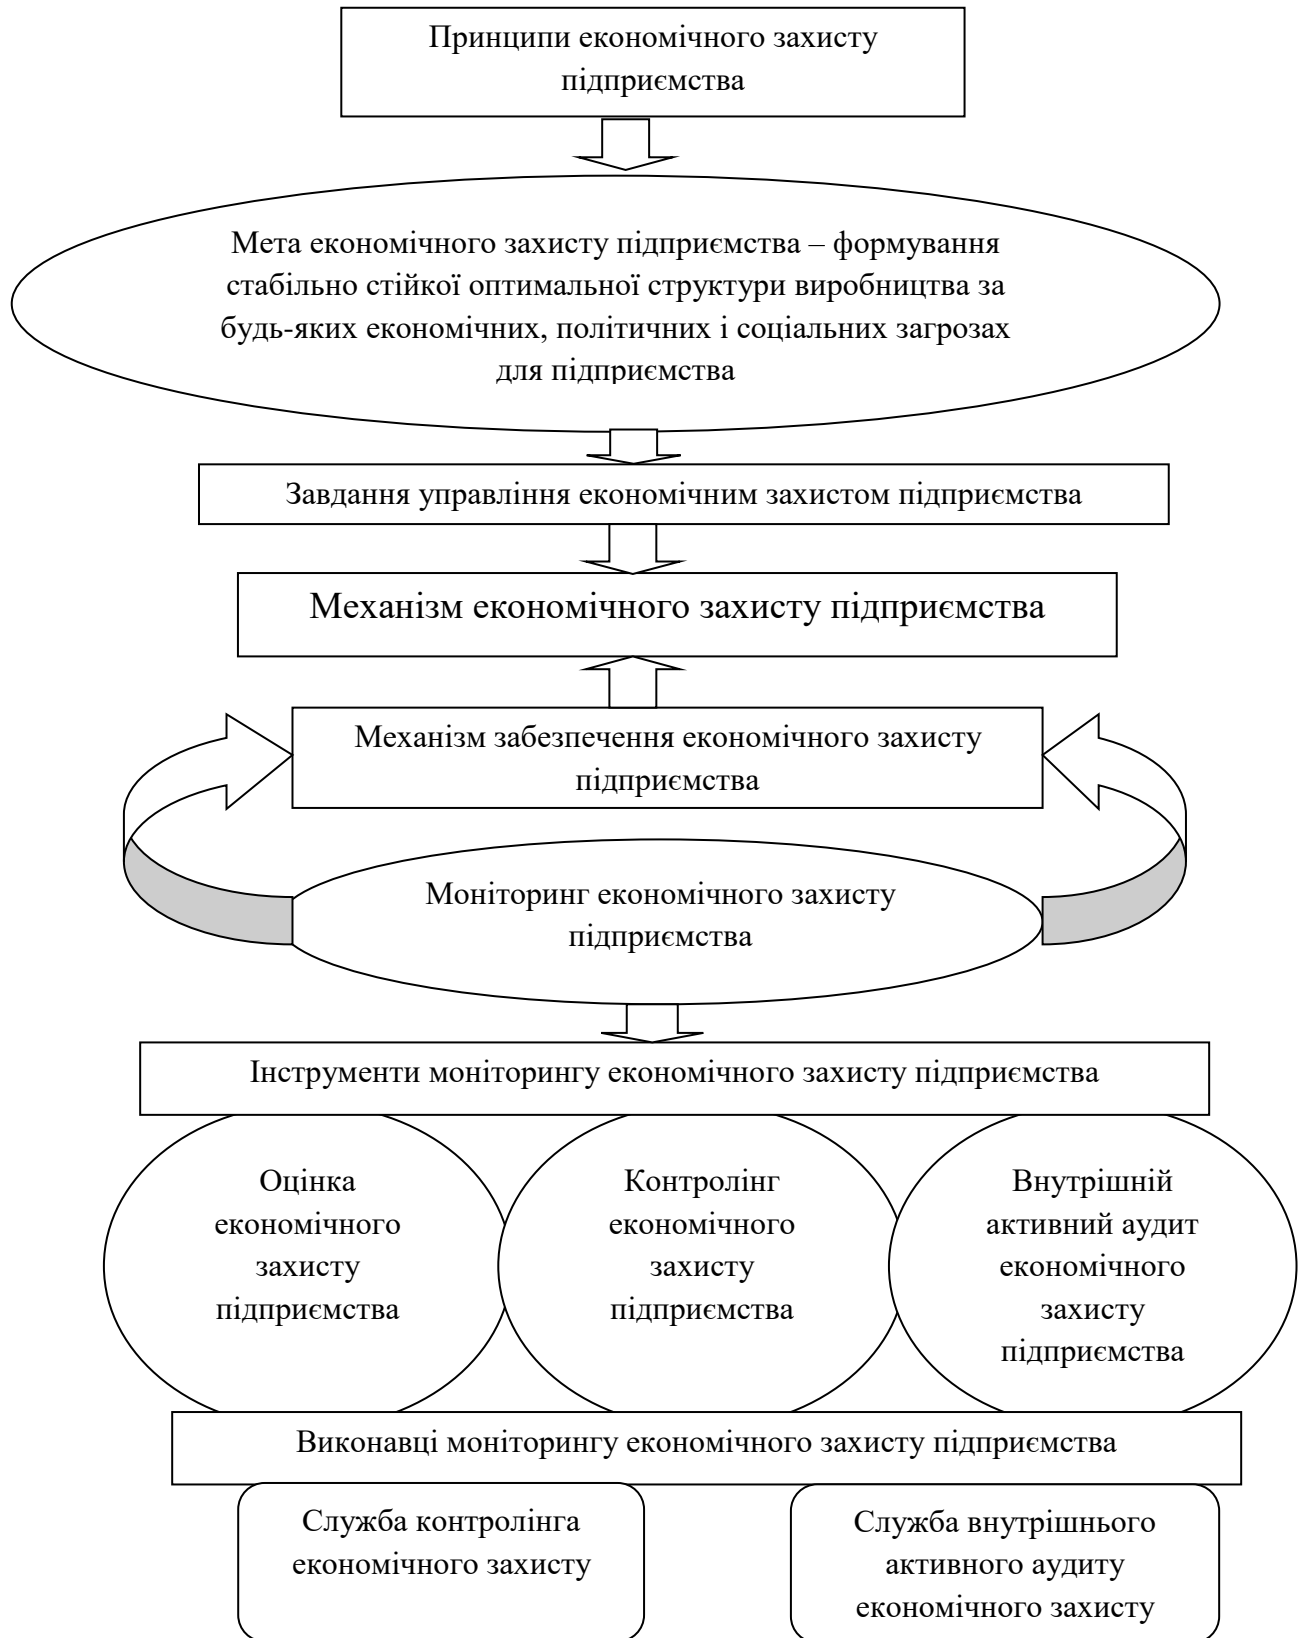 Принципи економічного захисту
підприємства
Мета економічного захисту підприємства – формування
стабільно стійкої оптимальної структури виробництва за
будь-яких економічних, політичних і соціальних загрозах
для підприємства
Завдання управління економічним захистом підприємства
Механізм економічного захисту підприємства
Механізм забезпечення економічного захисту
підприємства
Моніторинг економічного захисту
підприємства
Інструменти моніторингу економічного захисту підприємства
Оцінка
економічного
захисту
підприємства
Контролінг
економічного
захисту
підприємства
Внутрішній
активний аудит
економічного
захисту
підприємства
Виконавці моніторингу економічного захисту підприємства
Служба контролінга
економічного захисту
Служба внутрішнього
активного аудиту
економічного захисту